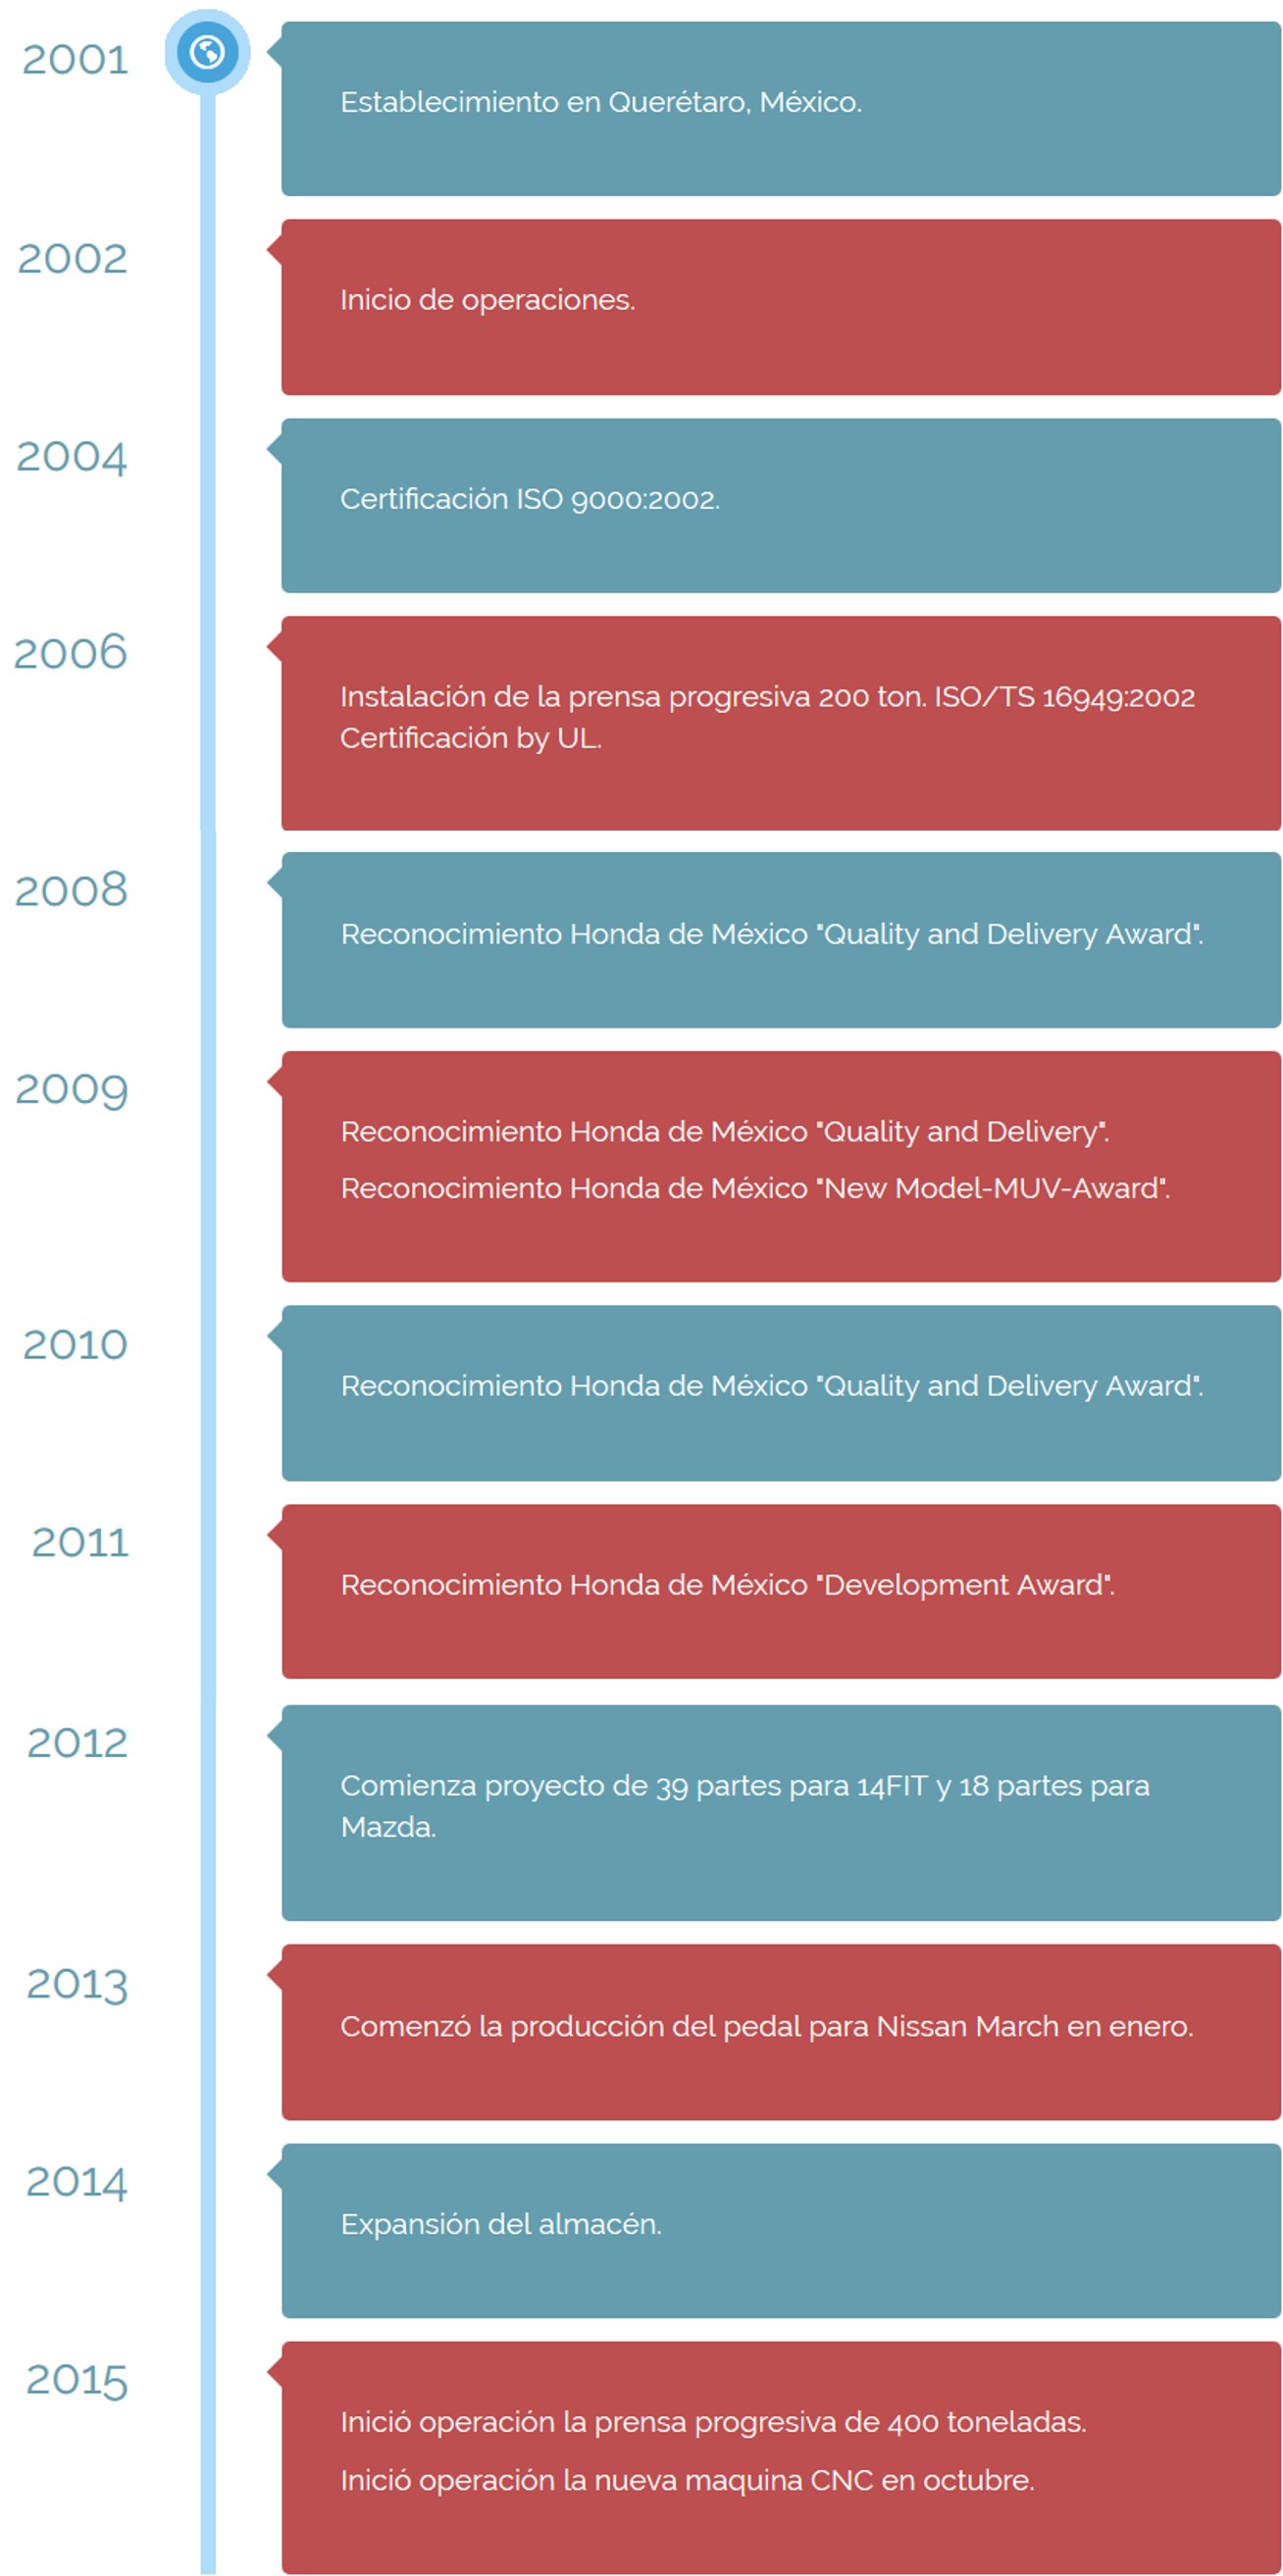 2001
Establecimiento en Querétaro, México.
2002
Inicio de operaciones.
2004
Certificación ISO 9000:2002.
2006
Instalación de la prensa progresiva 200 ton. ISO/TS 16949:2002
Certificación by UL.
2008
Reconocimiento Honda de México "Quality and Delivery Award".
2009
Reconocimiento Honda de México "Quality and Delivery".
Reconocimiento Honda de México "New Model-MUV-Award".
2010
Reconocimiento Honda de México "Quality and Delivery Award".
2011
Reconocimiento Honda de México "Development Award".
2012
Comienza proyecto de 39 partes para 14FIT y 18 partes para
Mazda.
2013
Comenzó la producción del pedal para Nissan March en enero.
2014
Expansión del almacén.
2015
Inició operación la prensa progresiva de 400 toneladas.
Inició operación la nueva maquina CNC en octubre.